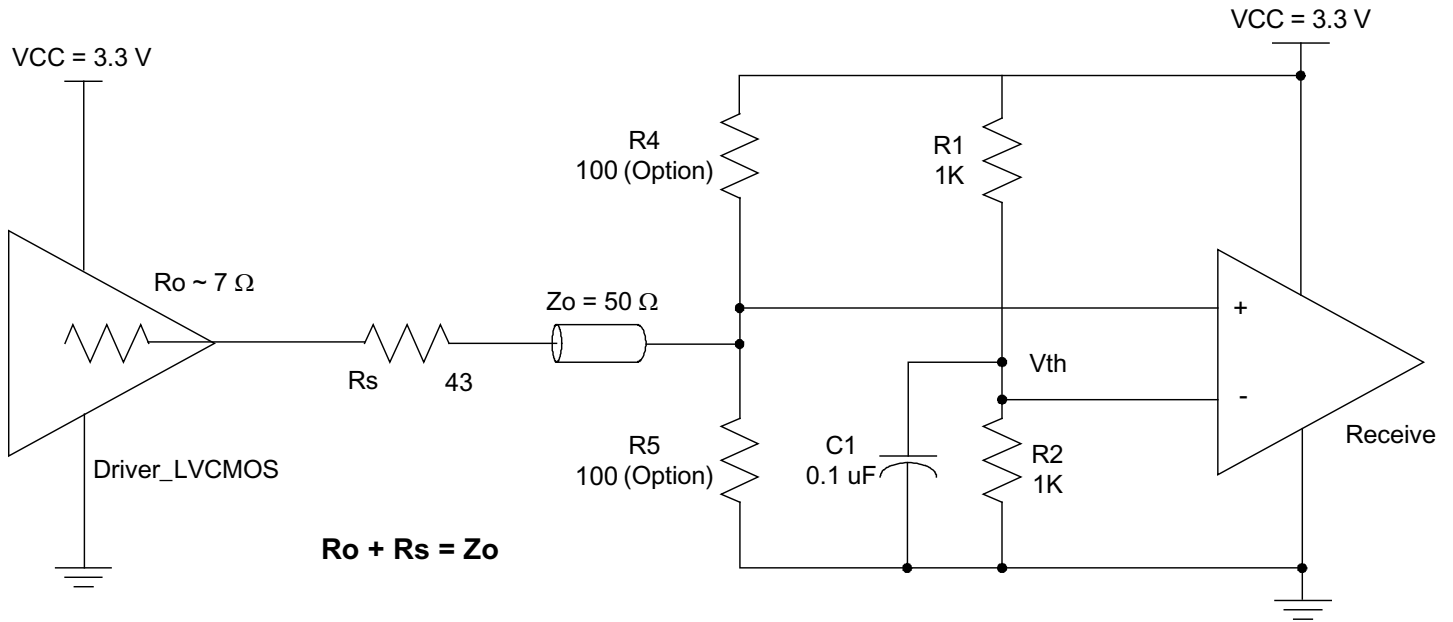 VCC = 3.3 V
VCC = 3.3 V
R4
100 (Option)
R1
1K
Ro ~ 7 Ω
Zo = 50 Ω
+
Rs
43
Vth
-
Driver_LVCMOS
R5
100 (Option)
C1
0.1 uF
R2
1K
Receive
Ro + Rs = Zo